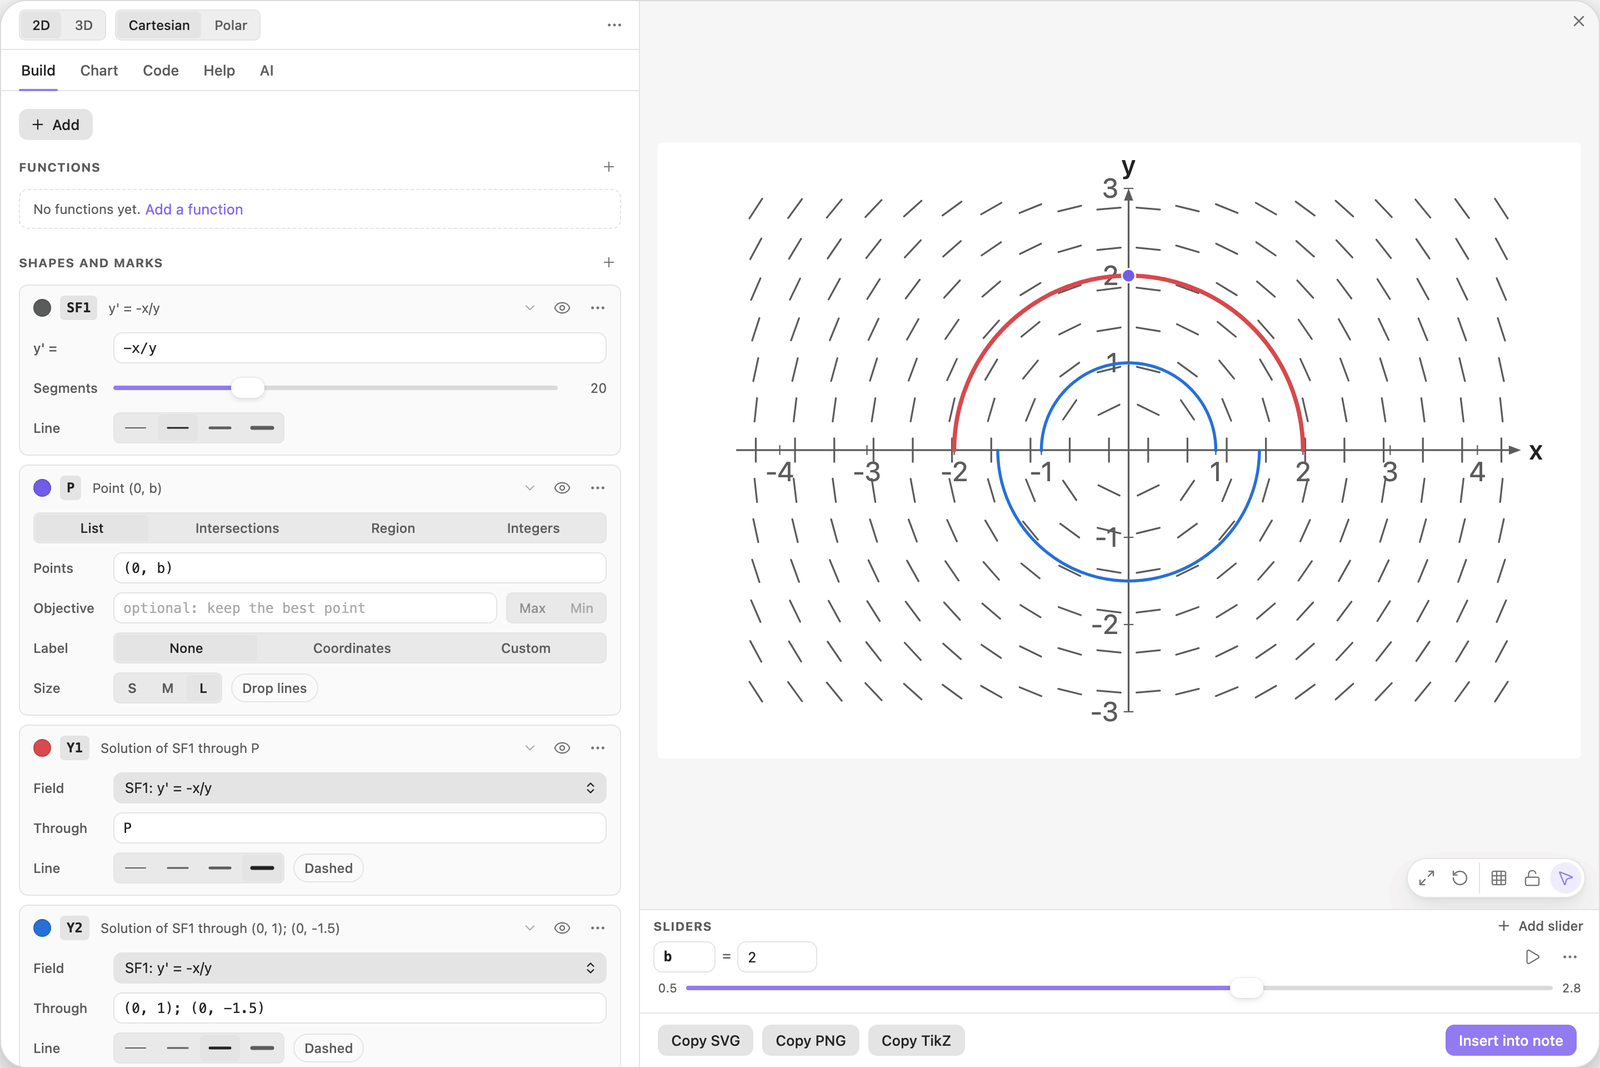 2D 3D Cartesian Polar
Build Chart Code Help AI
+ Add
FUNCTIONS
No functions yet. Add a function
SHAPES AND MARKS
SF1 y' = -x/y
y' = −x/y
Segments 20
Line
P Point (0, b)
List Intersections Region Integers
Points (0, b)
Objective optional: keep the best point Max Min
Label None Coordinates Custom
Size S M L Drop lines
Y1 Solution of SF1 through P
Field SF1: y' = -x/y
Through P
Line Dashed
Y2 Solution of SF1 through (0, 1); (0, -1.5)
Field SF1: y' = -x/y
Through (0, 1); (0, −1.5)
Line Dashed
y
3
2
1
-4 -3 -2 -1 1 2 3 4 x
-1
-2
-3
SLIDERS + Add slider
b = 2
0.5 2.8
Copy SVG Copy PNG Copy TikZ Insert into note